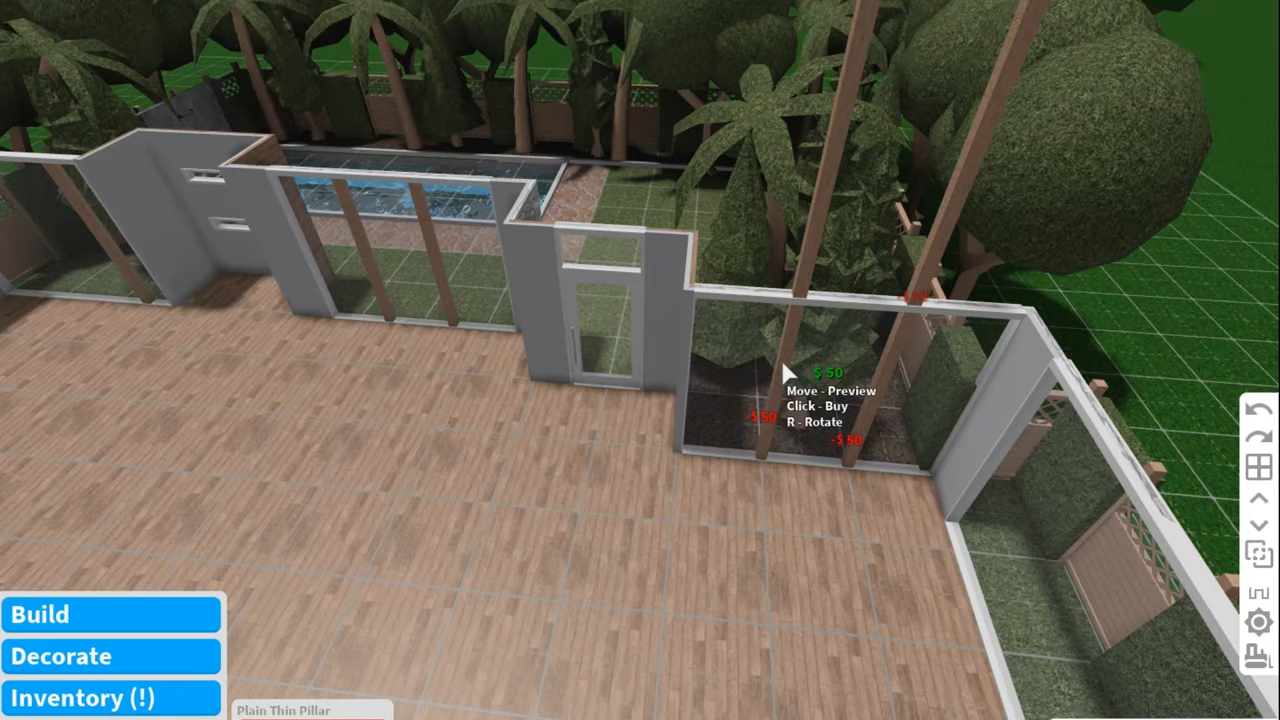 $ 50
Move - Preview
Click - Buy
R - Rotate
-$ 50
-$ 50
Build
Decorate
Inventory (!)
Plain Thin Pillar